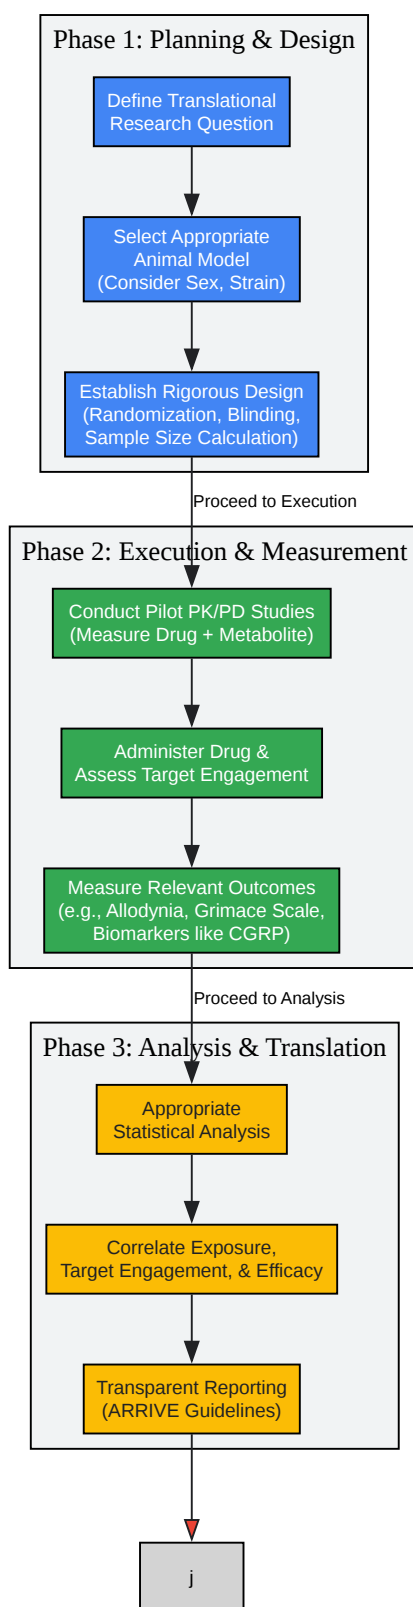 Phase 1: Planning & Design
Define Translational
Research Question
Select Appropriate
Animal Model
(Consider Sex, Strain)
Establish Rigorous Design
(Randomization, Blinding,
Sample Size Calculation)
Proceed to Execution
Phase 2: Execution & Measurement
Conduct Pilot PK/PD Studies
(Measure Drug + Metabolite)
Administer Drug &
Assess Target Engagement
Measure Relevant Outcomes
(e.g., Allodynia, Grimace Scale,
Biomarkers like CGRP)
Proceed to Analysis
Phase 3: Analysis & Translation
Appropriate
Statistical Analysis
Correlate Exposure,
Target Engagement, & Efficacy
Transparent Reporting
(ARRIVE Guidelines)
j